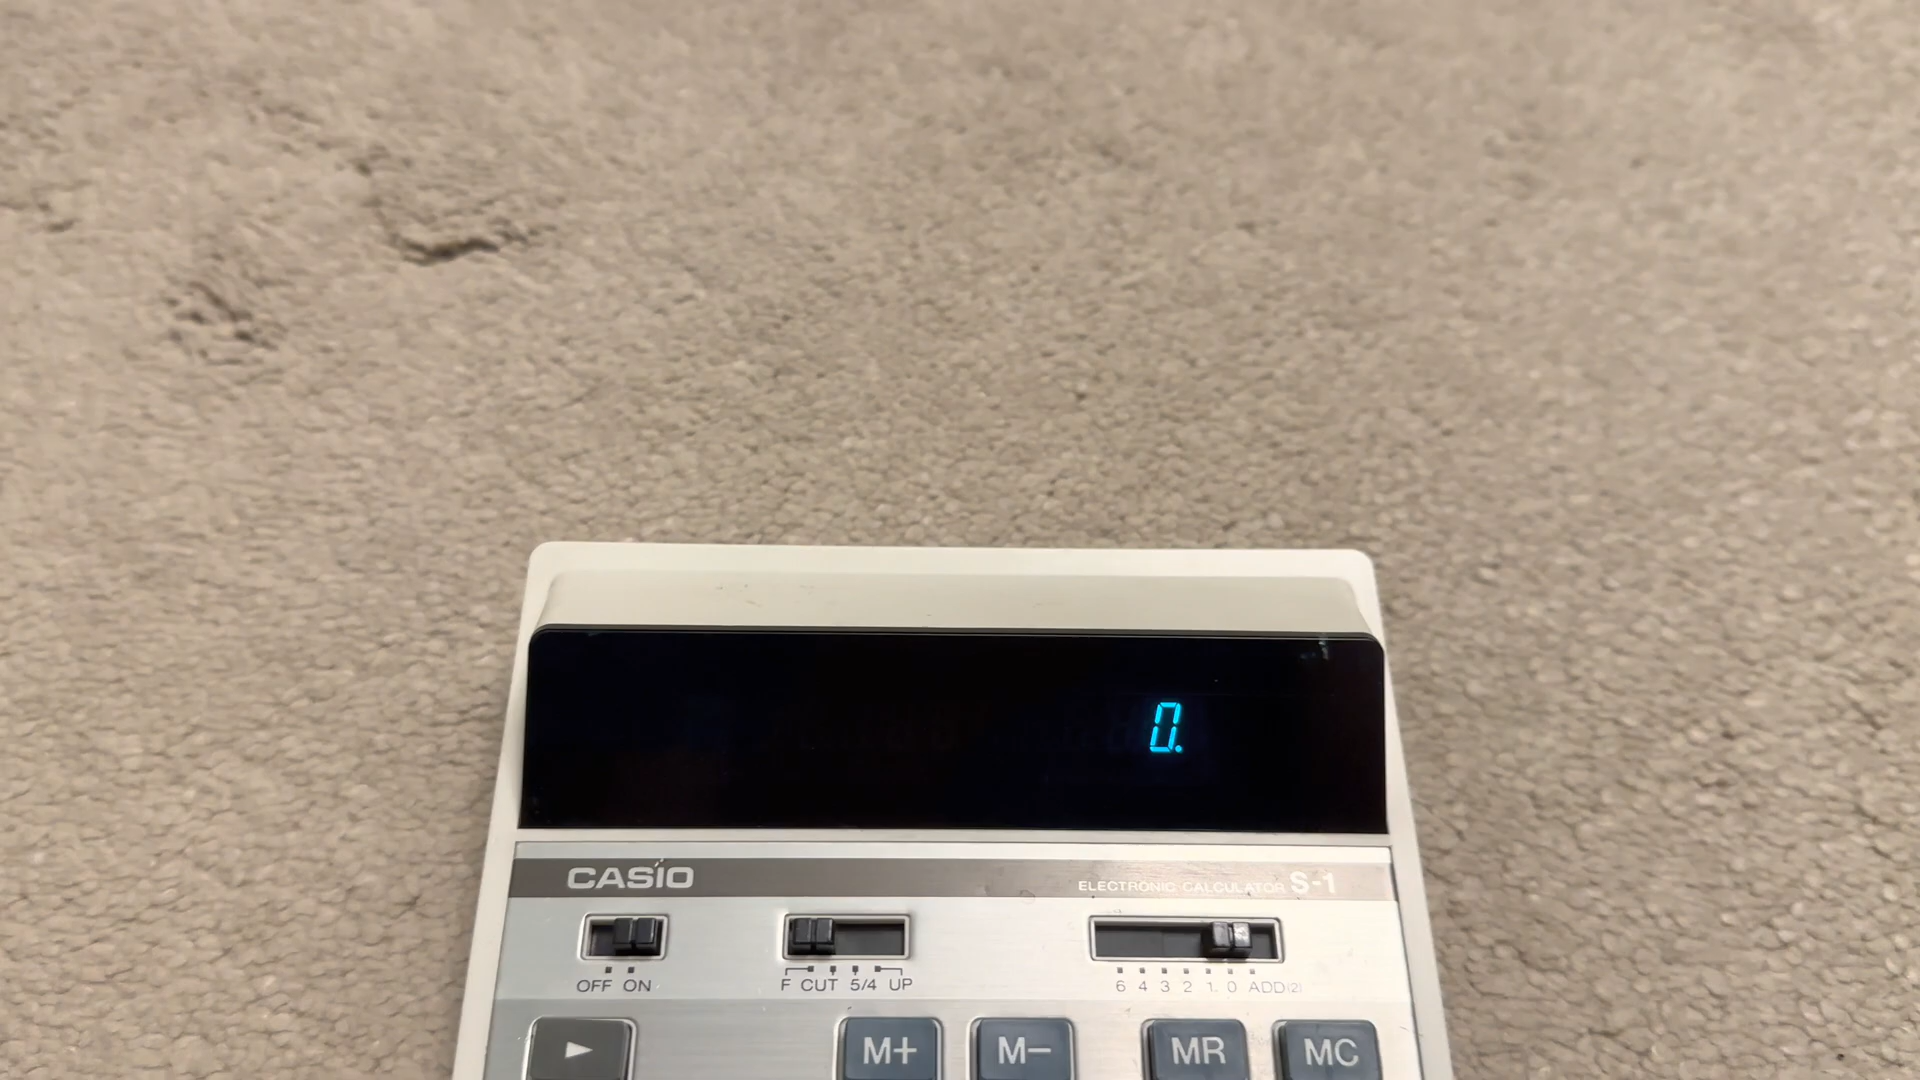 0.
CASIO
ELECTRONIC CALCULATOR S-1
OFF ON
F CUT 5/4 UP
6 4 3 2 1 0 ADD(2)
► M+ M− MR MC